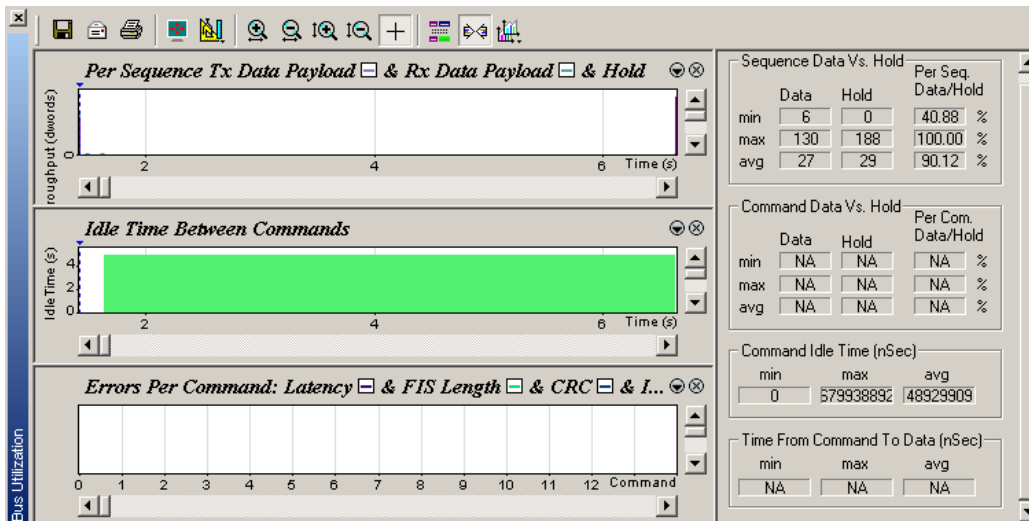 Per Sequence Tx Data Payload & Rx Data Payload & Hold
roughput (dwords)
0
2 4 6 Time (s)
Idle Time Between Commands
IdleTime (s)
4
2
0
2 4 6 Time (s)
Errors Per Command: Latency & FIS Length & CRC & I...
0 1 2 3 4 5 6 7 8 9 10 11 12 Command
Bus Utilization
Sequence Data Vs. Hold
Data Hold Per Seq. Data/Hold
min 6 0 40.88 %
max 130 188 100.00 %
avg 27 29 90.12 %
Command Data Vs. Hold
Data Hold Per Com. Data/Hold
min NA NA NA %
max NA NA NA %
avg NA NA NA %
Command Idle Time (nSec)
min max avg
0 679938892 48929909
Time From Command To Data (nSec)
min max avg
NA NA NA